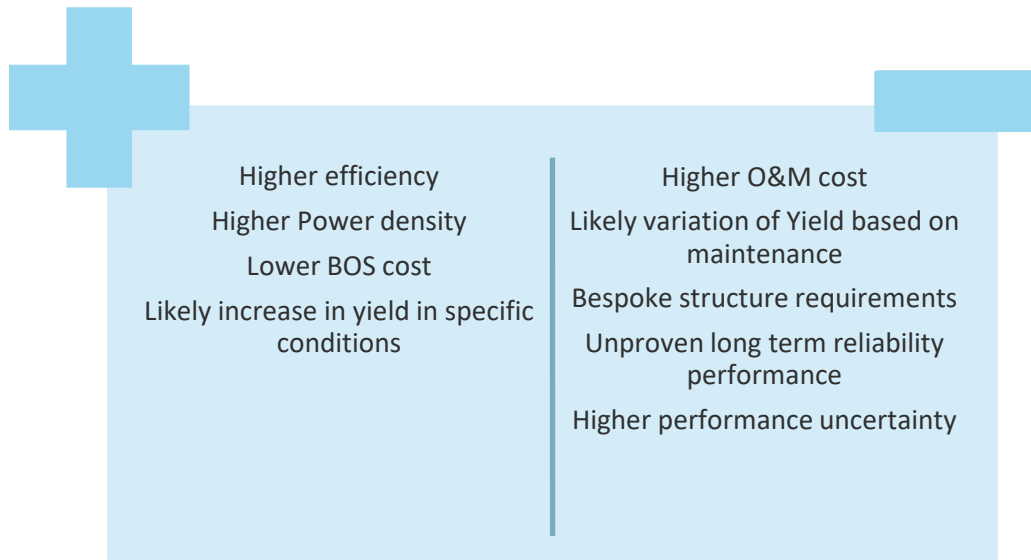 Higher efficiency
Higher Power density
Lower BOS cost
Likely increase in yield in specific
conditions
Higher O&M cost
Likely variation of Yield based on
maintenance
Bespoke structure requirements
Unproven long term reliability
performance
Higher performance uncertainty